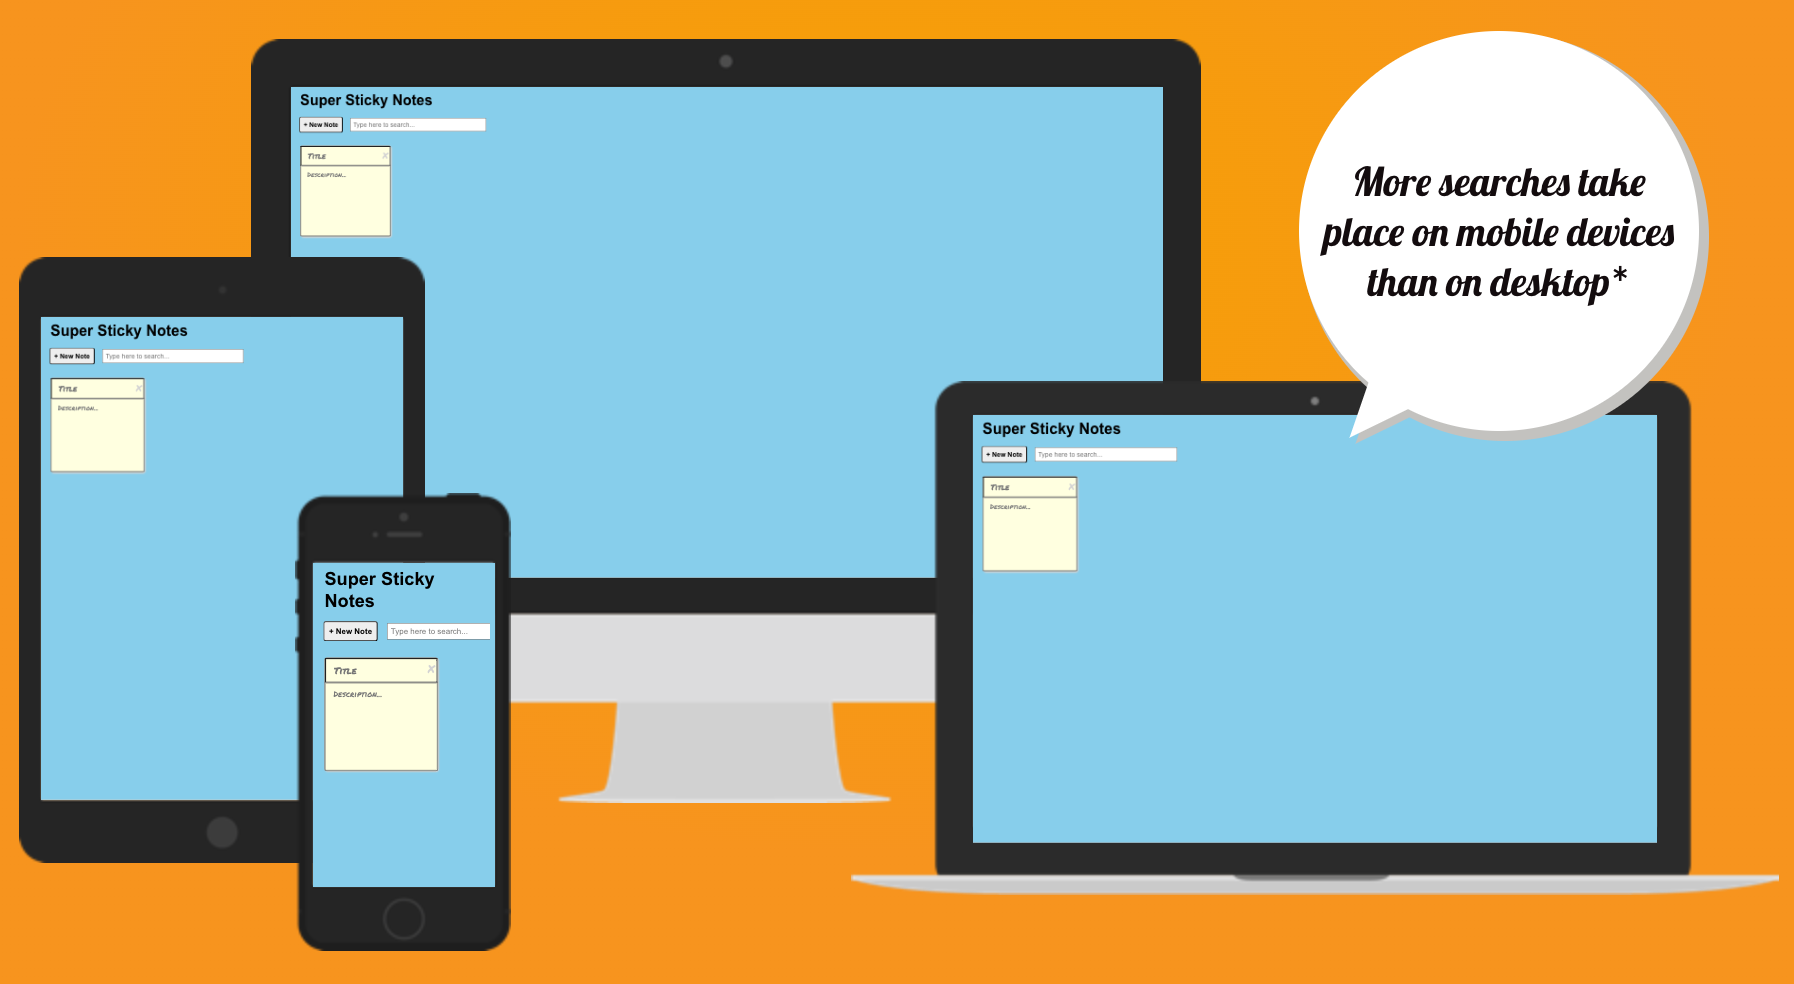 Super Sticky Notes
+ New Note Type here to search...
Title X
Description...
More searches take
place on mobile devices
than on desktop*
Super Sticky Notes
+ New Note Type here to search...
Title X
Description...
Super Sticky
Notes
+ New Note Type here to search...
Title X
Description...
Super Sticky Notes
+ New Note Type here to search...
Title X
Description...